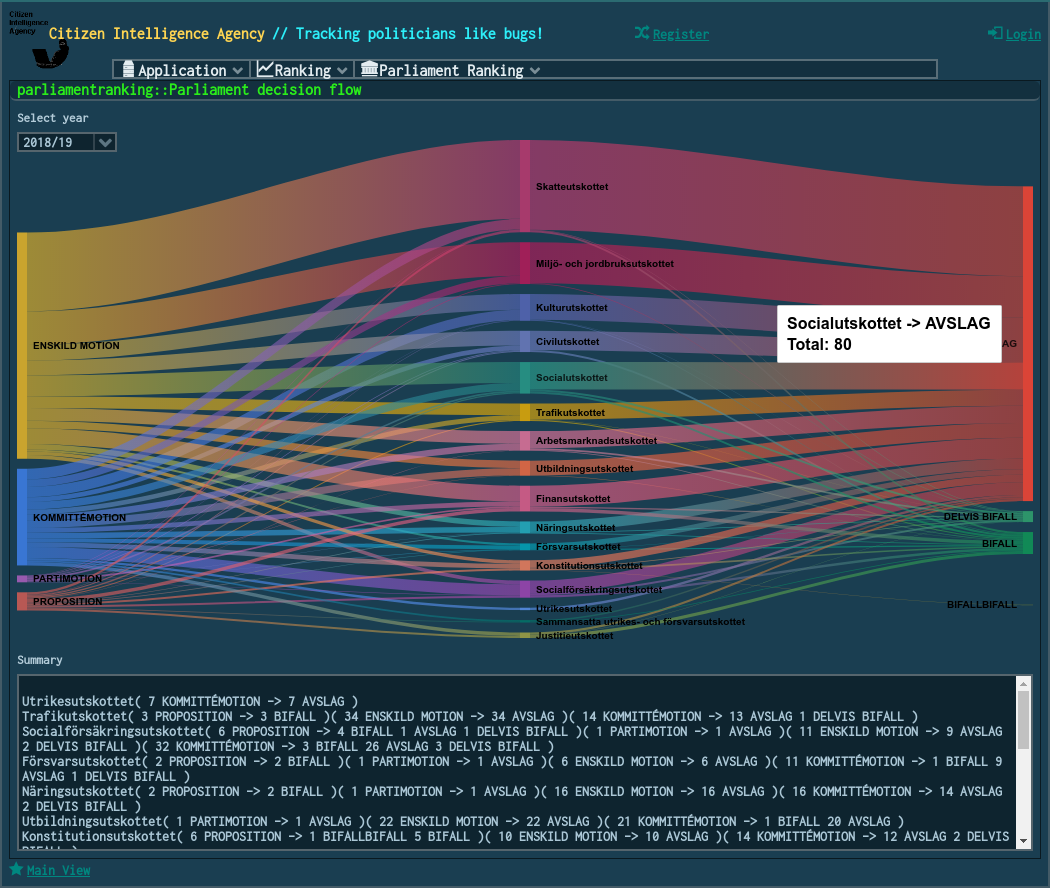 Citizen
Intelligence
Agency
Citizen Intelligence Agency // Tracking politicians like bugs!
Register
Login
Application
Ranking
Parliament Ranking
parliamentranking::Parliament decision flow
Select year
2018/19
Skatteutskottet
Miljö- och jordbruksutskottet
Kulturutskottet
Socialutskottet -> AVSLAG
Total: 80
ENSKILD MOTION
Civilutskottet
AG
Socialutskottet
Trafikutskottet
Arbetsmarknadsutskottet
Utbildningsutskottet
Finansutskottet
KOMMITTÉMOTION
DELVIS BIFALL
Näringsutskottet
Försvarsutskottet
BIFALL
Konstitutionsutskottet
PARTIMOTION
Socialförsäkringsutskottet
PROPOSITION
BIFALLBIFALL
Utrikesutskottet
Sammansatta utrikes- och försvarsutskottet
Justitieutskottet
Summary
Utrikesutskottet( 7 KOMMITTÉMOTION -> 7 AVSLAG )
Trafikutskottet( 3 PROPOSITION -> 3 BIFALL )( 34 ENSKILD MOTION -> 34 AVSLAG )( 14 KOMMITTÉMOTION -> 13 AVSLAG 1 DELVIS BIFALL )
Socialförsäkringsutskottet( 6 PROPOSITION -> 4 BIFALL 1 AVSLAG 1 DELVIS BIFALL )( 1 PARTIMOTION -> 1 AVSLAG )( 11 ENSKILD MOTION -> 9 AVSLAG
2 DELVIS BIFALL )( 32 KOMMITTÉMOTION -> 3 BIFALL 26 AVSLAG 3 DELVIS BIFALL )
Försvarsutskottet( 2 PROPOSITION -> 2 BIFALL )( 1 PARTIMOTION -> 1 AVSLAG )( 6 ENSKILD MOTION -> 6 AVSLAG )( 11 KOMMITTÉMOTION -> 1 BIFALL 9
AVSLAG 1 DELVIS BIFALL )
Näringsutskottet( 2 PROPOSITION -> 2 BIFALL )( 1 PARTIMOTION -> 1 AVSLAG )( 16 ENSKILD MOTION -> 16 AVSLAG )( 16 KOMMITTÉMOTION -> 14 AVSLAG
2 DELVIS BIFALL )
Utbildningsutskottet( 1 PARTIMOTION -> 1 AVSLAG )( 22 ENSKILD MOTION -> 22 AVSLAG )( 21 KOMMITTÉMOTION -> 1 BIFALL 20 AVSLAG )
Konstitutionsutskottet( 6 PROPOSITION -> 1 BIFALLBIFALL 5 BIFALL )( 10 ENSKILD MOTION -> 10 AVSLAG )( 14 KOMMITTÉMOTION -> 12 AVSLAG 2 DELVIS
BIFALL )
Main View